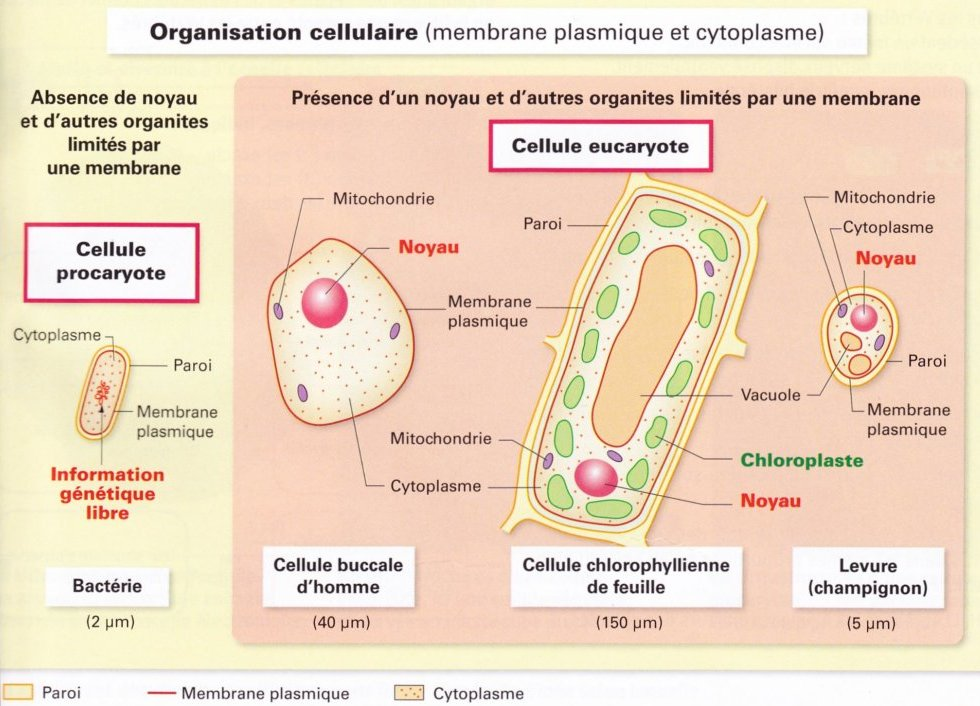 Organisation cellulaire (membrane plasmique et cytoplasme)
Absence de noyau
et d'autres organites
limités par
une membrane
Présence d'un noyau et d'autres organites limités par une membrane
Cellule eucaryote
Cellule
procaryote
Cytoplasme
Paroi
Membrane
plasmique
Information
génétique
libre
Mitochondrie
Noyau
Membrane
plasmique
Mitochondrie
Cytoplasme
Paroi
Vacuole
Chloroplaste
Noyau
Mitochondrie
Cytoplasme
Noyau
Paroi
Membrane
plasmique
Bactérie
(2 µm)
Cellule buccale
d'homme
(40 µm)
Cellule chlorophyllienne
de feuille
(150 µm)
Levure
(champignon)
(5 µm)
Paroi
Membrane plasmique
Cytoplasme